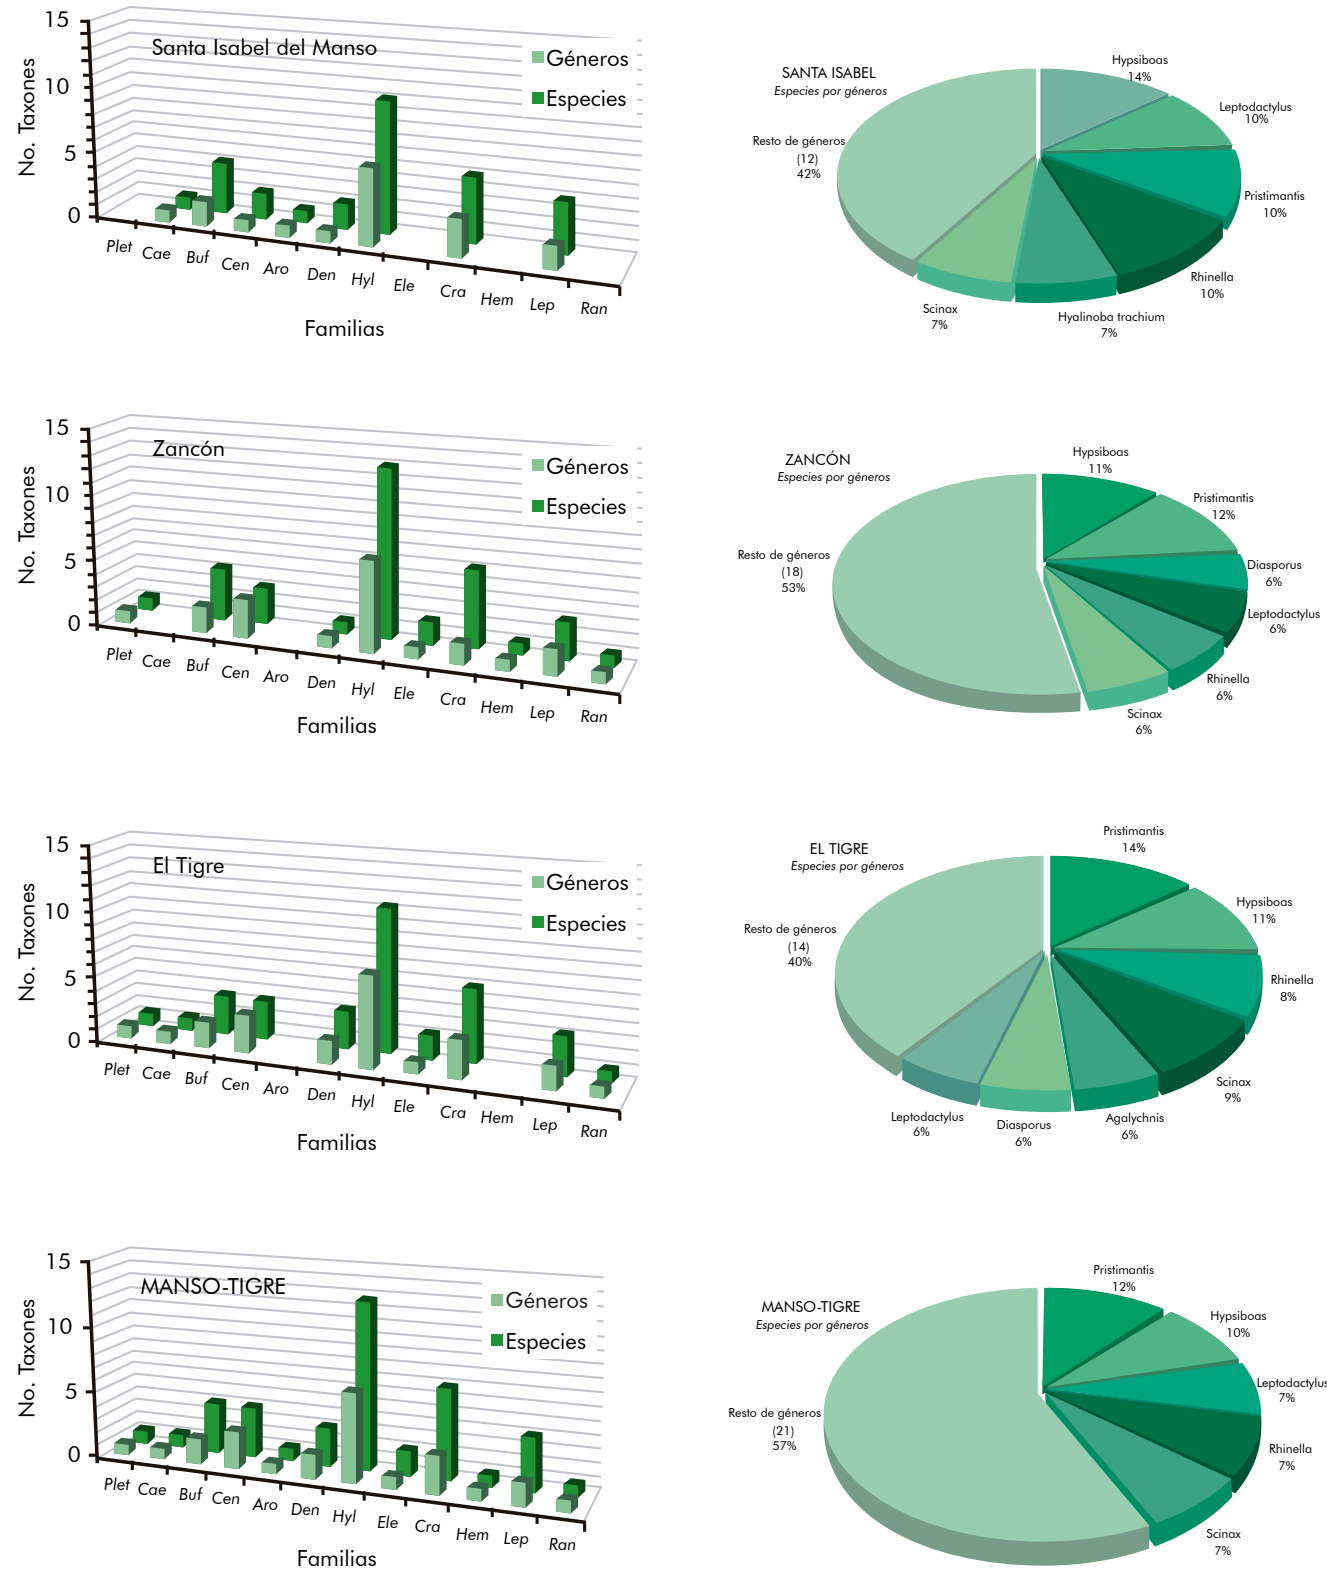 15
10
5
0
No. Taxones
Santa Isabel del Manso
Géneros
Especies
Plet
Cae
Buf
Cen
Aro
Den
Hyl
Ele
Cra
Hem
Lep
Ran
Familias
SANTA ISABEL
Especies por géneros
Hypsiboas
14%
Leptodactylus
10%
Pristimantis
10%
Rhinella
10%
Hyalinoba trachium
7%
Scinax
7%
Resto de géneros
(12)
42%
15
10
5
0
No. Taxones
Zancón
Géneros
Especies
Plet
Cae
Buf
Cen
Aro
Den
Hyl
Ele
Cra
Hem
Lep
Ran
Familias
ZANCÓN
Especies por géneros
Hypsiboas
11%
Pristimantis
12%
Diasporus
6%
Leptodactylus
6%
Rhinella
6%
Scinax
6%
Resto de géneros
(18)
53%
15
10
5
0
No. Taxones
El Tigre
Géneros
Especies
Plet
Cae
Buf
Cen
Aro
Den
Hyl
Ele
Cra
Hem
Lep
Ran
Familias
EL TIGRE
Especies por géneros
Pristimantis
14%
Hypsiboas
11%
Rhinella
8%
Scinax
9%
Agalychnis
6%
Diasporus
6%
Leptodactylus
6%
Resto de géneros
(14)
40%
15
10
5
0
No. Taxones
MANSO-TIGRE
Géneros
Especies
Plet
Cae
Buf
Cen
Aro
Den
Hyl
Ele
Cra
Hem
Lep
Ran
Familias
MANSO-TIGRE
Especies por géneros
Pristimantis
12%
Hypsiboas
10%
Leptodactylus
7%
Rhinella
7%
Scinax
7%
Resto de géneros
(21)
57%